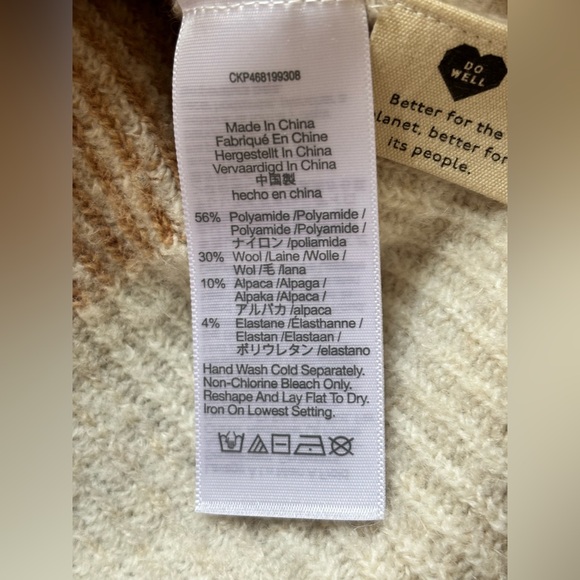 CKP468199308
Made In China
Fabriqué En Chine
Hergestellt In China
Vervaardigd In China
中国製
hecho en china
56% Polyamide /Polyamide /
Polyamide /Polyamide /
ナイロン /poliamida
30% Wool /Laine /Wolle /
Wol /毛 /lana
10% Alpaca /Alpaga /
Alpaka /Alpaca /
アルパカ /alpaca
4% Elastane /Élasthanne /
Elastan /Elastaan /
ポリウレタン /elastano
Hand Wash Cold Separately.
Non-Chlorine Bleach Only.
Reshape And Lay Flat To Dry.
Iron On Lowest Setting.
DO
WELL
Better for the
lanet, better for
its people.